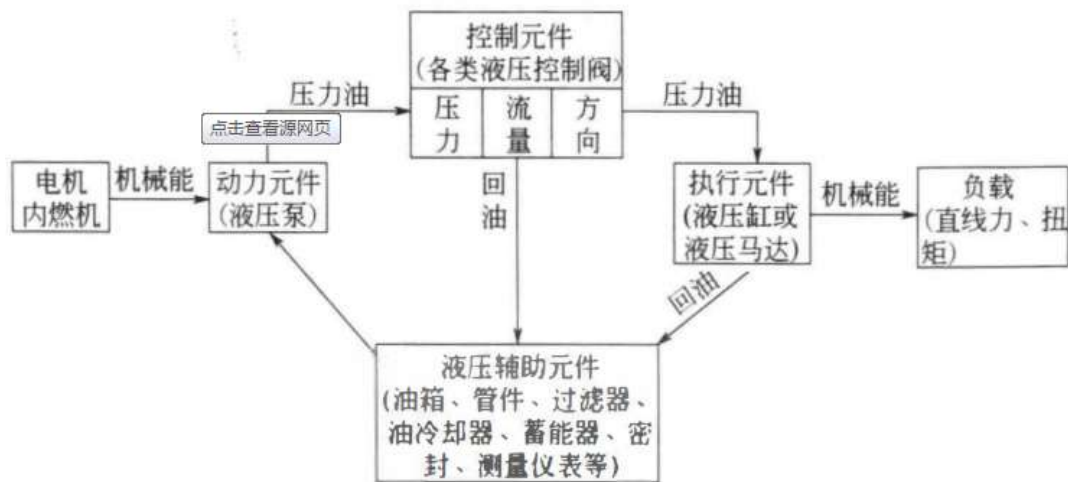 控制元件
(各类液压控制阀)
压力
流量
方向
压力油
压力油
点击查看源网页
电机
内燃机
机械能
动力元件
(液压泵)
回油
执行元件
(液压缸或
液压马达)
机械能
负载
(直线力、扭
矩)
回油
液压辅助元件
(油箱、管件、过滤器、
油冷却器、蓄能器、密
封、测量仪表等)